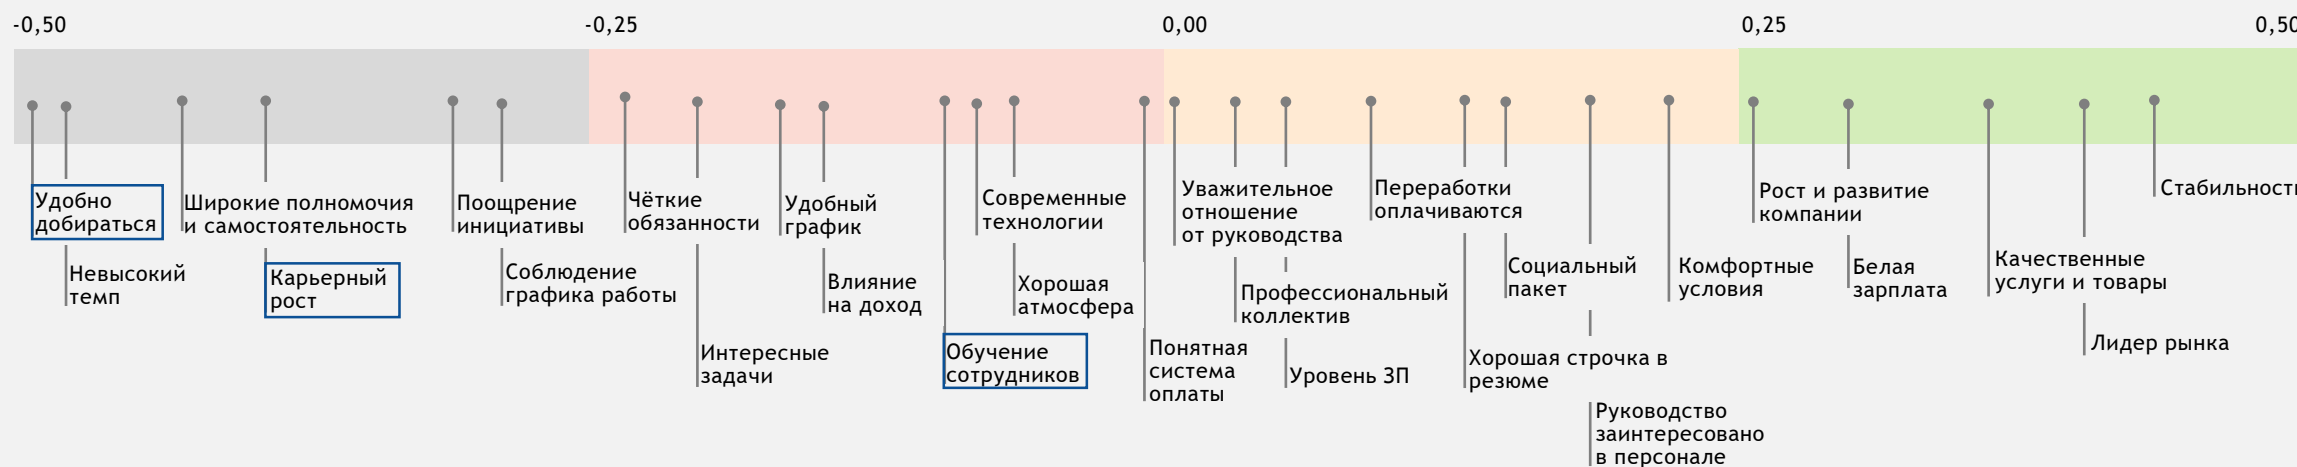 -0,50
-0,25
0,00
0,25
0,50
Удобно
добираться
Невысокий
темп
Широкие полномочия
и самостоятельность
Карьерный
рост
Поощрение
инициативы
Соблюдение
графика работы
Чёткие
обязанности
Интересные
задачи
Удобный
график
Влияние
на доход
Обучение
сотрудников
Современные
технологии
Хорошая
атмосфера
Понятная
система
оплаты
Уважительное
отношение
от руководства
Профессиональный
коллектив
Уровень ЗП
Переработки
оплачиваются
Хорошая строчка в
резюме
Социальный
пакет
Руководство
заинтересовано
в персонале
Комфортные
условия
Рост и развитие
компании
Белая
зарплата
Качественные
услуги и товары
Лидер рынка
Стабильность